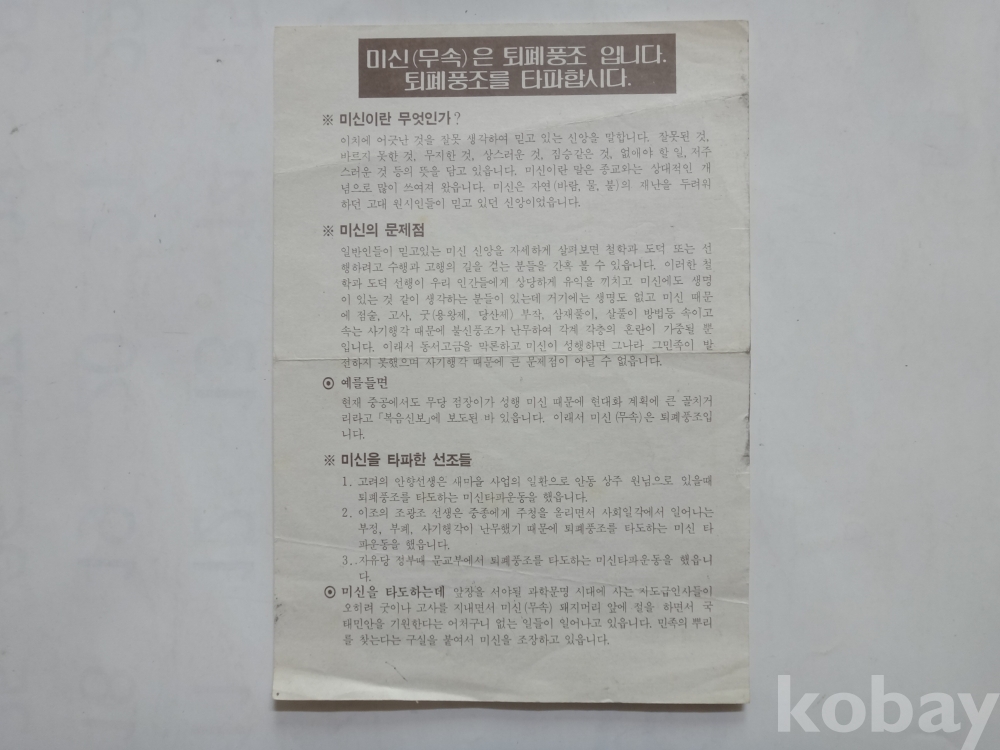 미신(무속)은 퇴폐풍조 입니다.
퇴폐풍조를 타파합시다.
※ 미신이란 무엇인가?
이치에 어긋난 것을 잘못 생각하여 믿고 있는 신앙을 말합니다. 잘못된 것,
바르지 못한 것, 무지한 것, 상스러운 것, 짐승같은 것, 없애야 할 일, 저주
스러운 것 등의 뜻을 담고 있읍니다. 미신이란 말은 종교와는 상대적인 개
념으로 많이 쓰여져 왔읍니다. 미신은 자연(바람, 물, 불)의 재난을 두려워
하던 고대 원시인들이 믿고 있던 신앙이었읍니다.
※ 미신의 문제점
일반인들이 믿고있는 미신 신앙을 자세하게 살펴보면 철학과 도덕 또는 선
행하려고 수행과 고행의 길을 걷는 분들을 간혹 볼 수 있읍니다. 이러한 철
학과 도덕 선행이 우리 인간들에게 상당하게 유익을 끼치고 미신에도 생명
이 있는 것 같이 생각하는 분들이 있는데 거기에는 생명도 없고 미신 때문
에 점술, 고사, 굿(용왕제, 당산제) 부작, 삼재풀이, 살풀이 방법들 속이고
속는 사기행각 때문에 불신풍조가 난무하여 각계 각층의 혼란이 가중될 뿐
입니다. 이래서 동서고금을 막론하고 미신이 성행하면 그나라 그민족이 발
전하지 못했으며 사기행각 때문에 큰 문제점이 아닐 수 없읍니다.
⊙ 예를들면
현재 중공에서도 무당 점장이가 성행 미신 때문에 현대화 계획에 큰 골치거
리라고 「복음신보」에 보도된 바 있읍니다. 이래서 미신(무속)은 퇴폐풍조입
니다.
※ 미신을 타파한 선조들
1. 고려의 안향선생은 새마을 사업의 일환으로 안동 상주 원님으로 있을때
퇴폐풍조를 타도하는 미신타파운동을 했읍니다.
2. 이조의 조광조 선생은 중종에게 주청을 올리면서 사회일각에서 일어나는
부정, 부패, 사기행각이 난무했기 때문에 퇴폐풍조를 타도하는 미신 타
파운동을 했읍니다.
3. 자유당 정부때 문교부에서 퇴폐풍조를 타도하는 미신타파운동을 했읍니
다.
⊙ 미신을 타도하는데 앞장을 서야될 과학문명 시대에 사는 지도급인사들이
오히려 굿이나 고사를 지내면서 미신(무속) 돼지머리 앞에 절을 하면서 국
태민안을 기원한다는 어처구니 없는 일들이 일어나고 있읍니다. 민족의 뿌리
를 찾는다는 구실을 붙여서 미신을 조장하고 있읍니다.
kobay